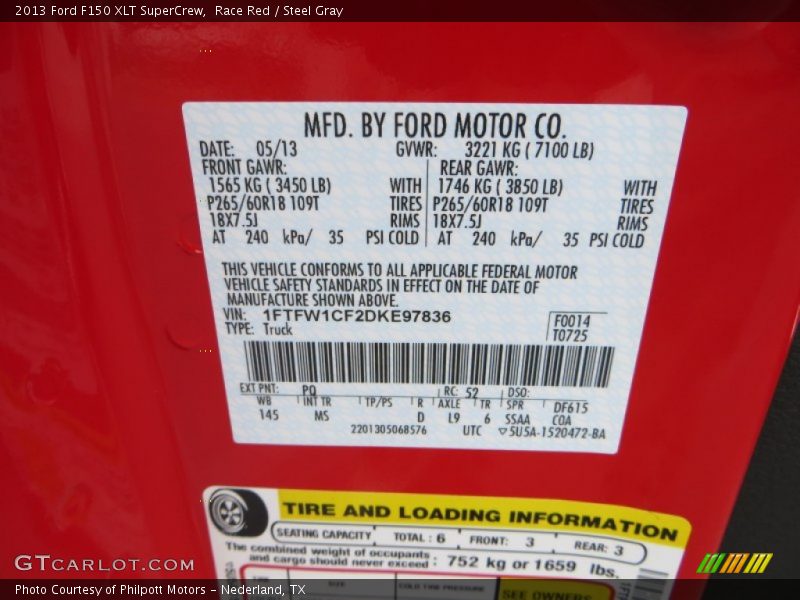 2013 Ford F150 XLT SuperCrew, Race Red / Steel Gray
MFD. BY FORD MOTOR CO.
DATE: 05/13 GVWR: 3221 KG ( 7100 LB)
FRONT GAWR: REAR GAWR:
1565 KG ( 3450 LB) WITH 1746 KG ( 3850 LB) WITH
P265/60R18 109T TIRES P265/60R18 109T TIRES
18X7.5J RIMS 18X7.5J RIMS
AT 240 kPa/ 35 PSI COLD AT 240 kPa/ 35 PSI COLD
THIS VEHICLE CONFORMS TO ALL APPLICABLE FEDERAL MOTOR
VEHICLE SAFETY STANDARDS IN EFFECT ON THE DATE OF
MANUFACTURE SHOWN ABOVE.
VIN: 1FTFW1CF2DKE97836
TYPE: Truck
F0014
T0725
EXT PNT: PQ RC: 52 DSO:
WB INT TR TP/PS R AXLE TR SPR DF615
145 MS D L9 6 SSAA COA
2201305068576 UTC ▽5U5A-1520472-BA
TIRE AND LOADING INFORMATION
SEATING CAPACITY TOTAL : 6 FRONT: 3 REAR: 3
The combined weight of occupants
and cargo should never exceed : 752 kg or 1659 lbs.
SIZE COLD TIRE PRESSURE SEE OWNERS
GTCARLOT.COM
Photo Courtesy of Philpott Motors – Nederland, TX